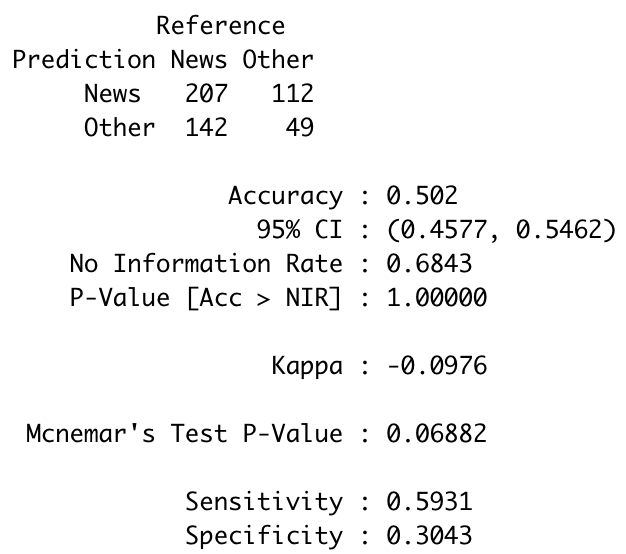 Reference
Prediction News Other
News 207 112
Other 142 49
Accuracy : 0.502
95% CI : (0.4577, 0.5462)
No Information Rate : 0.6843
P-Value [Acc > NIR] : 1.00000
Kappa : -0.0976
Mcnemar's Test P-Value : 0.06882
Sensitivity : 0.5931
Specificity : 0.3043